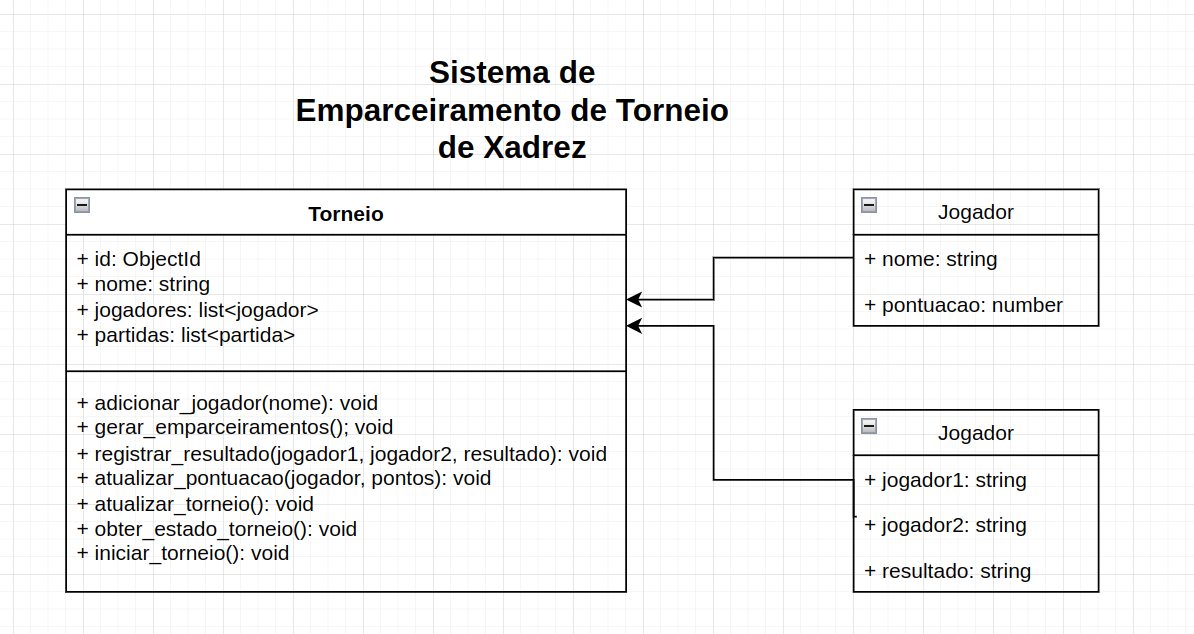 Sistema de
Emparceiramento de Torneio
de Xadrez
Torneio
+ id: ObjectId
+ nome: string
+ jogadores: list<jogador>
+ partidas: list<partida>
+ adicionar_jogador(nome): void
+ gerar_emparceiramentos(); void
+ registrar_resultado(jogador1, jogador2, resultado): void
+ atualizar_pontuacao(jogador, pontos): void
+ atualizar_torneio(): void
+ obter_estado_torneio(): void
+ iniciar_torneio(): void
Jogador
+ nome: string
+ pontuacao: number
Jogador
+ jogador1: string
+ jogador2: string
+ resultado: string